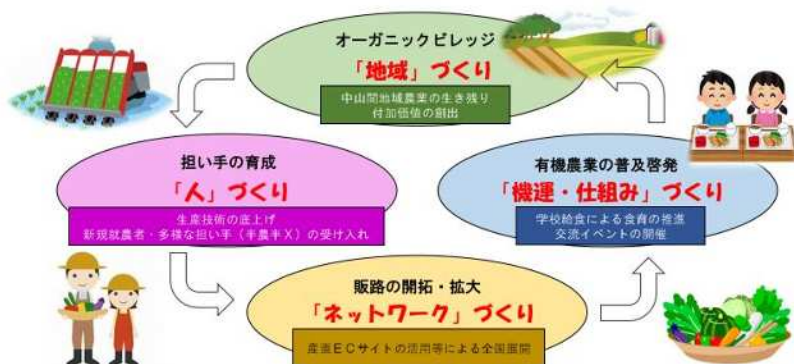 オーガニックビレッジ
「地域」づくり
中山間地域農業の生き残り
付加価値の創出
担い手の育成
「人」づくり
生産技術の底上げ
新規就農者・多様な担い手(半農半X)の受け入れ
販路の開拓・拡大
「ネットワーク」づくり
産直ECサイトの活用等による全国展開
有機農業の普及啓発
「機運・仕組み」づくり
学校給食による食育の推進
交流イベントの開催